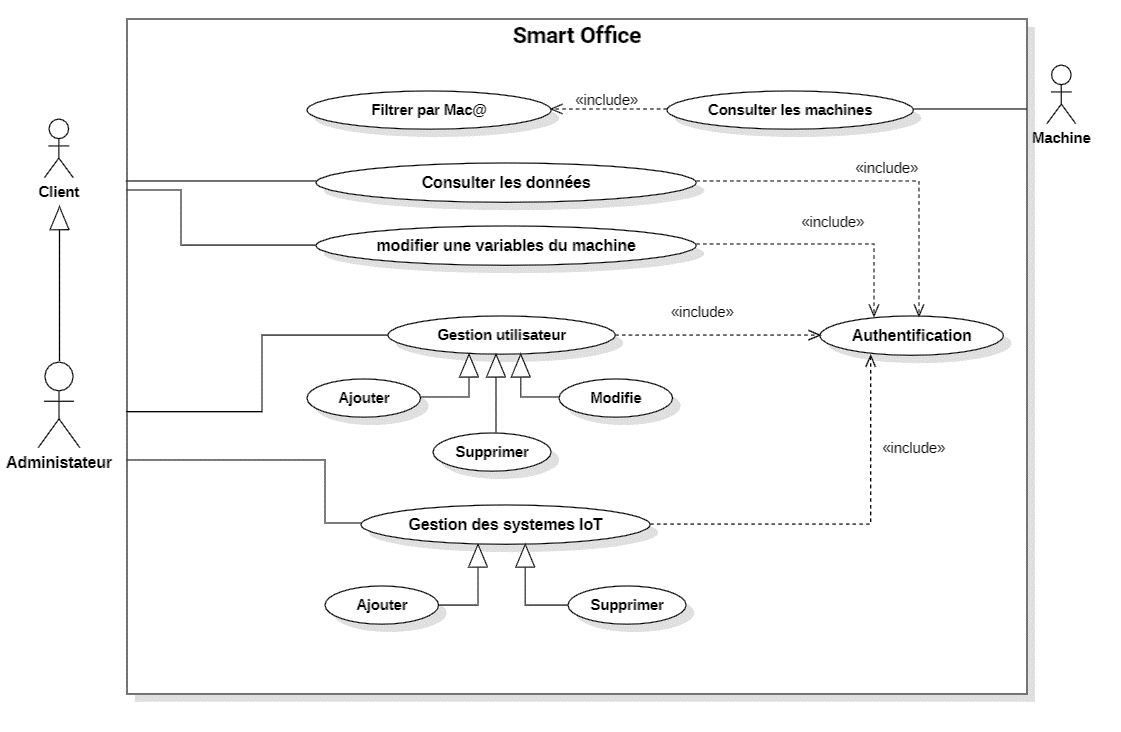 Smart Office
Filtrer par Mac@
«include»
Consulter les machines
Machine
Client
Consulter les données
«include»
modifier une variables du machine
«include»
Gestion utilisateur
«include»
Authentification
Ajouter
Modifie
Supprimer
Administateur
«include»
Gestion des systemes IoT
Ajouter
Supprimer